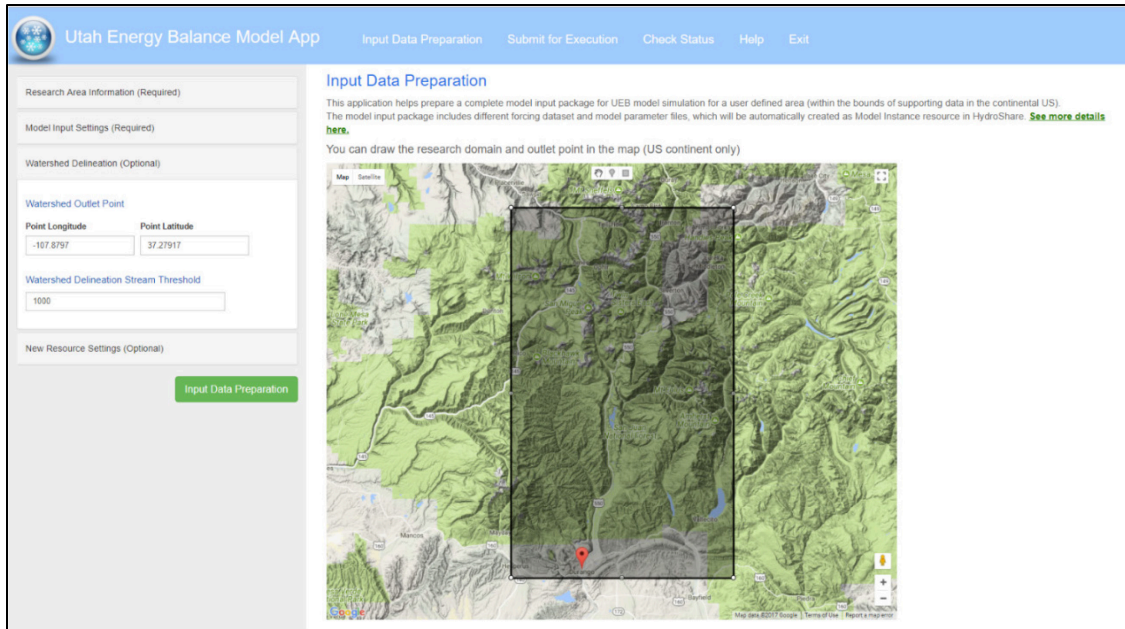 Utah Energy Balance Model App
Input Data Preparation
Submit for Execution
Check Status
Help
Exit
Research Area Information (Required)
Model Input Settings (Required)
Watershed Delineation (Optional)
Watershed Outlet Point
Point Longitude
Point Latitude
-107.8797
37.27917
Watershed Delineation Stream Threshold
1000
New Resource Settings (Optional)
Input Data Preparation
Input Data Preparation
This application helps prepare a complete model input package for UEB model simulation for a user defined area (within the bounds of supporting data in the continental US).
The model input package includes different forcing dataset and model parameter files, which will be automatically created as Model Instance resource in HydroShare. See more details
here.
You can draw the research domain and outlet point in the map (US continent only)
Map
Satellite
145
550
Mancos
160
Bayfield
Google
Map data ©2017 Google
Terms of Use
Report a map error